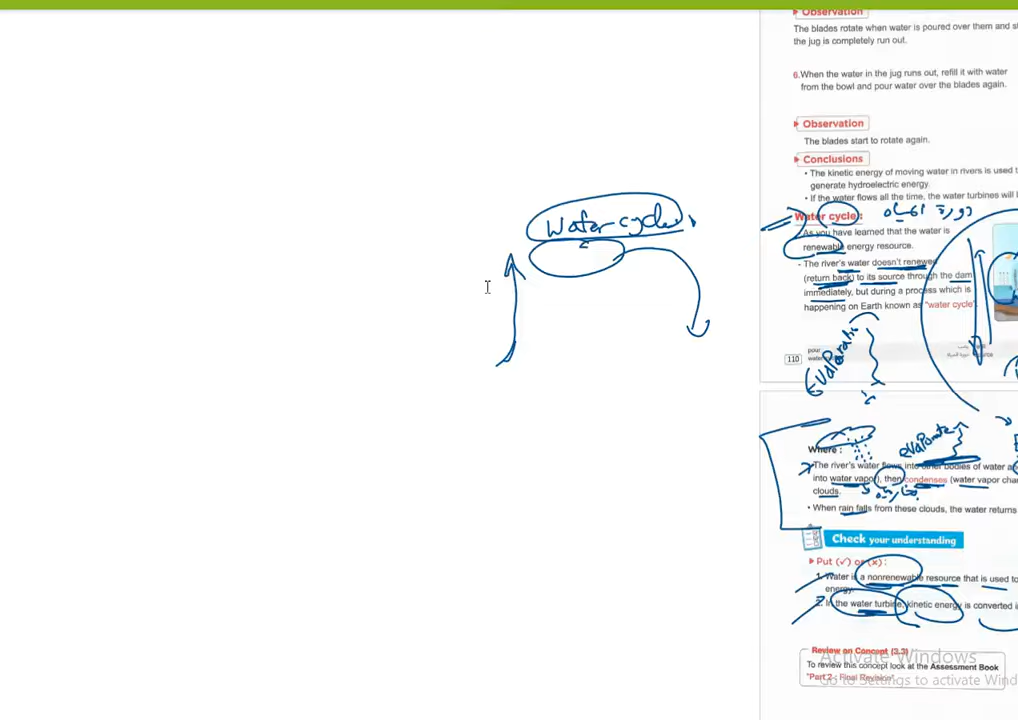 Observation
The blades rotate when water is poured over them and
the jug is completely run out.
6.When the water in the jug runs out, refill it with water
from the bowl and pour water over the blades again.
Observation
The blades start to rotate again.
Conclusions
• The kinetic energy of moving water in rivers is used
generate hydroelectric energy.
• If the water flows all the time, the water turbines will
Water cycle
Water cycle:
دورة المياه
As you have learned that the water is
renewable energy resource.
- The river's water doesn't renewe
(return back) to its source through the dam
immediately, but during a process which is
happening on Earth known as "water cycle"
110
pour
water
Evaporatio
evaporate
Where :
• The river's water flows into other bodies of water
into water vapor), then condenses (water vapor
clouds.
• When rain falls from these clouds, the water returns
Check your understanding
Put (✓) or (x):
1. Water is a nonrenewable resource that is used to
energy.
2. In the water turbine, kinetic energy is converted
Review on Concept (3.3)
To review this concept look at the Assessment Book
"Part 2 : Final Revision".
Activate Windows
Go to Settings to activate Wind